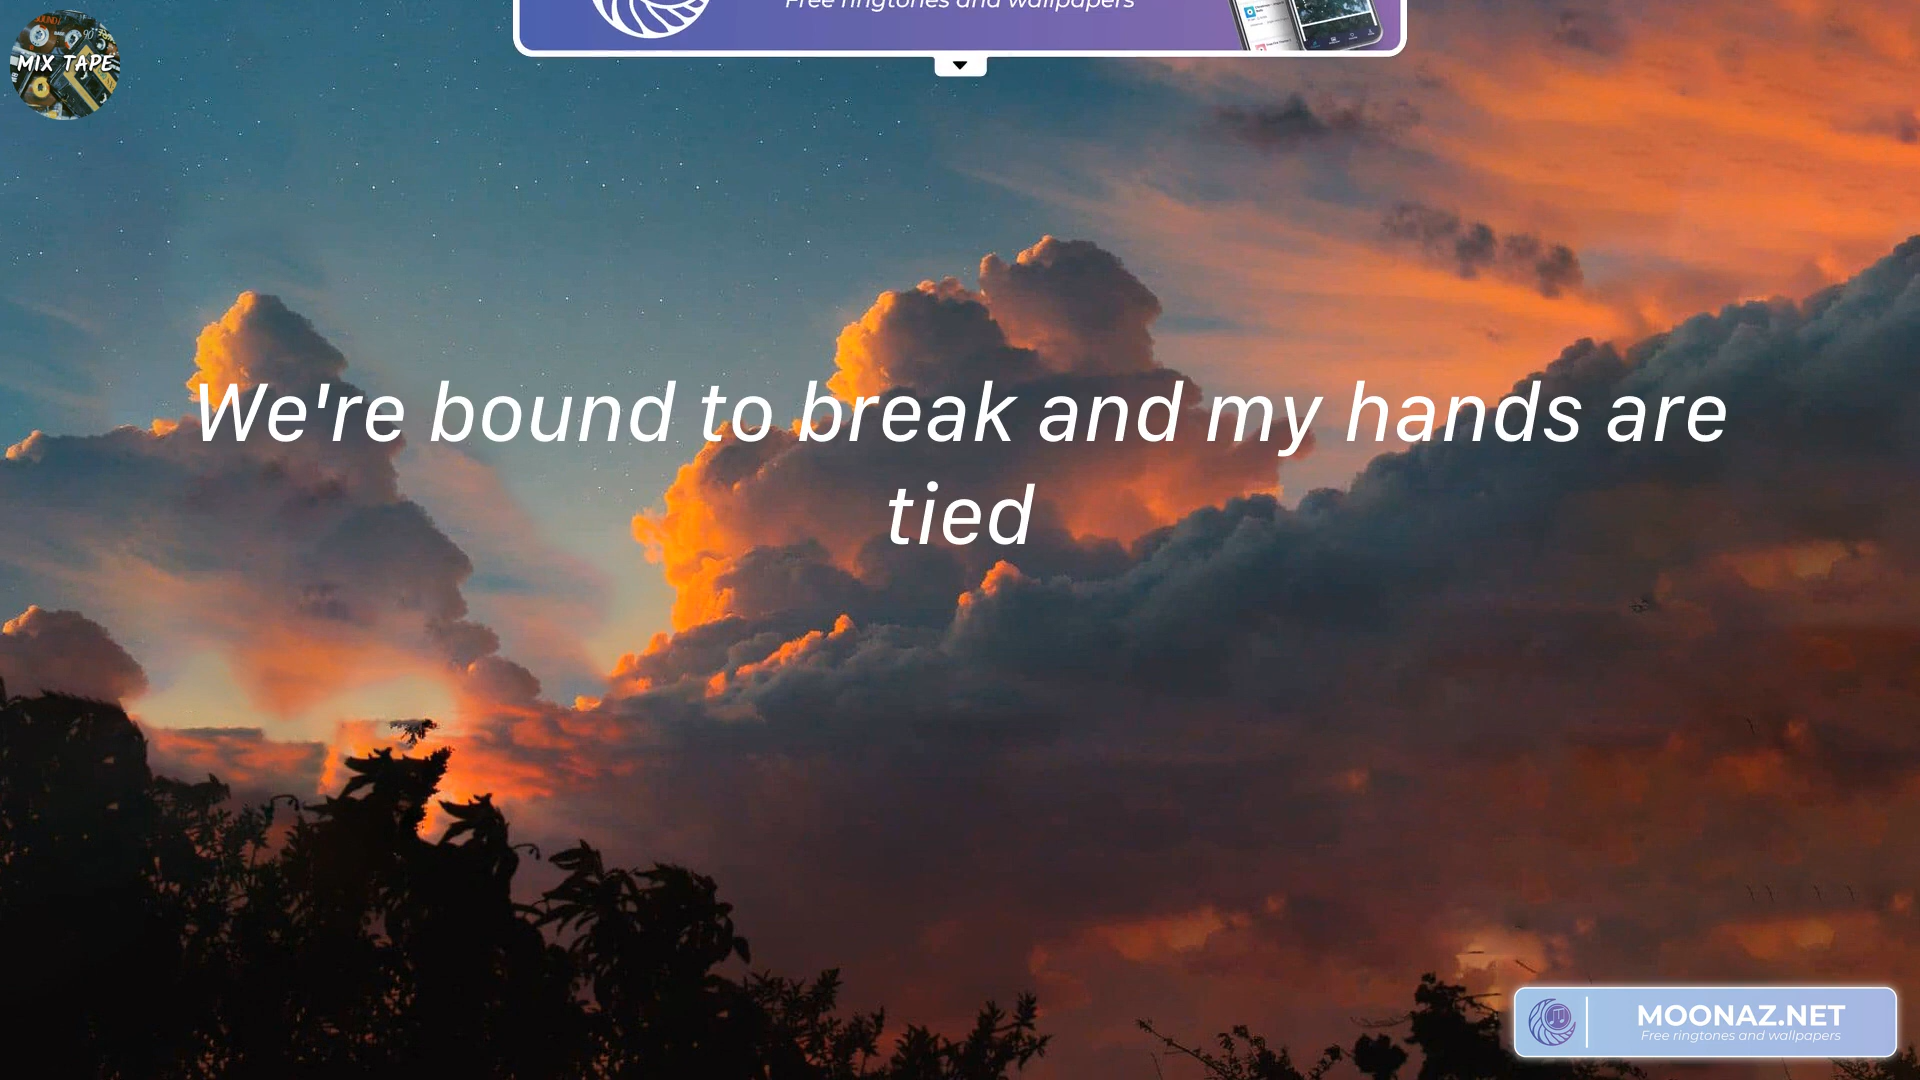 Free ringtones and wallpapers
MIX TAPE
We're bound to break and my hands are
tied
MOONAZ.NET
Free ringtones and wallpapers